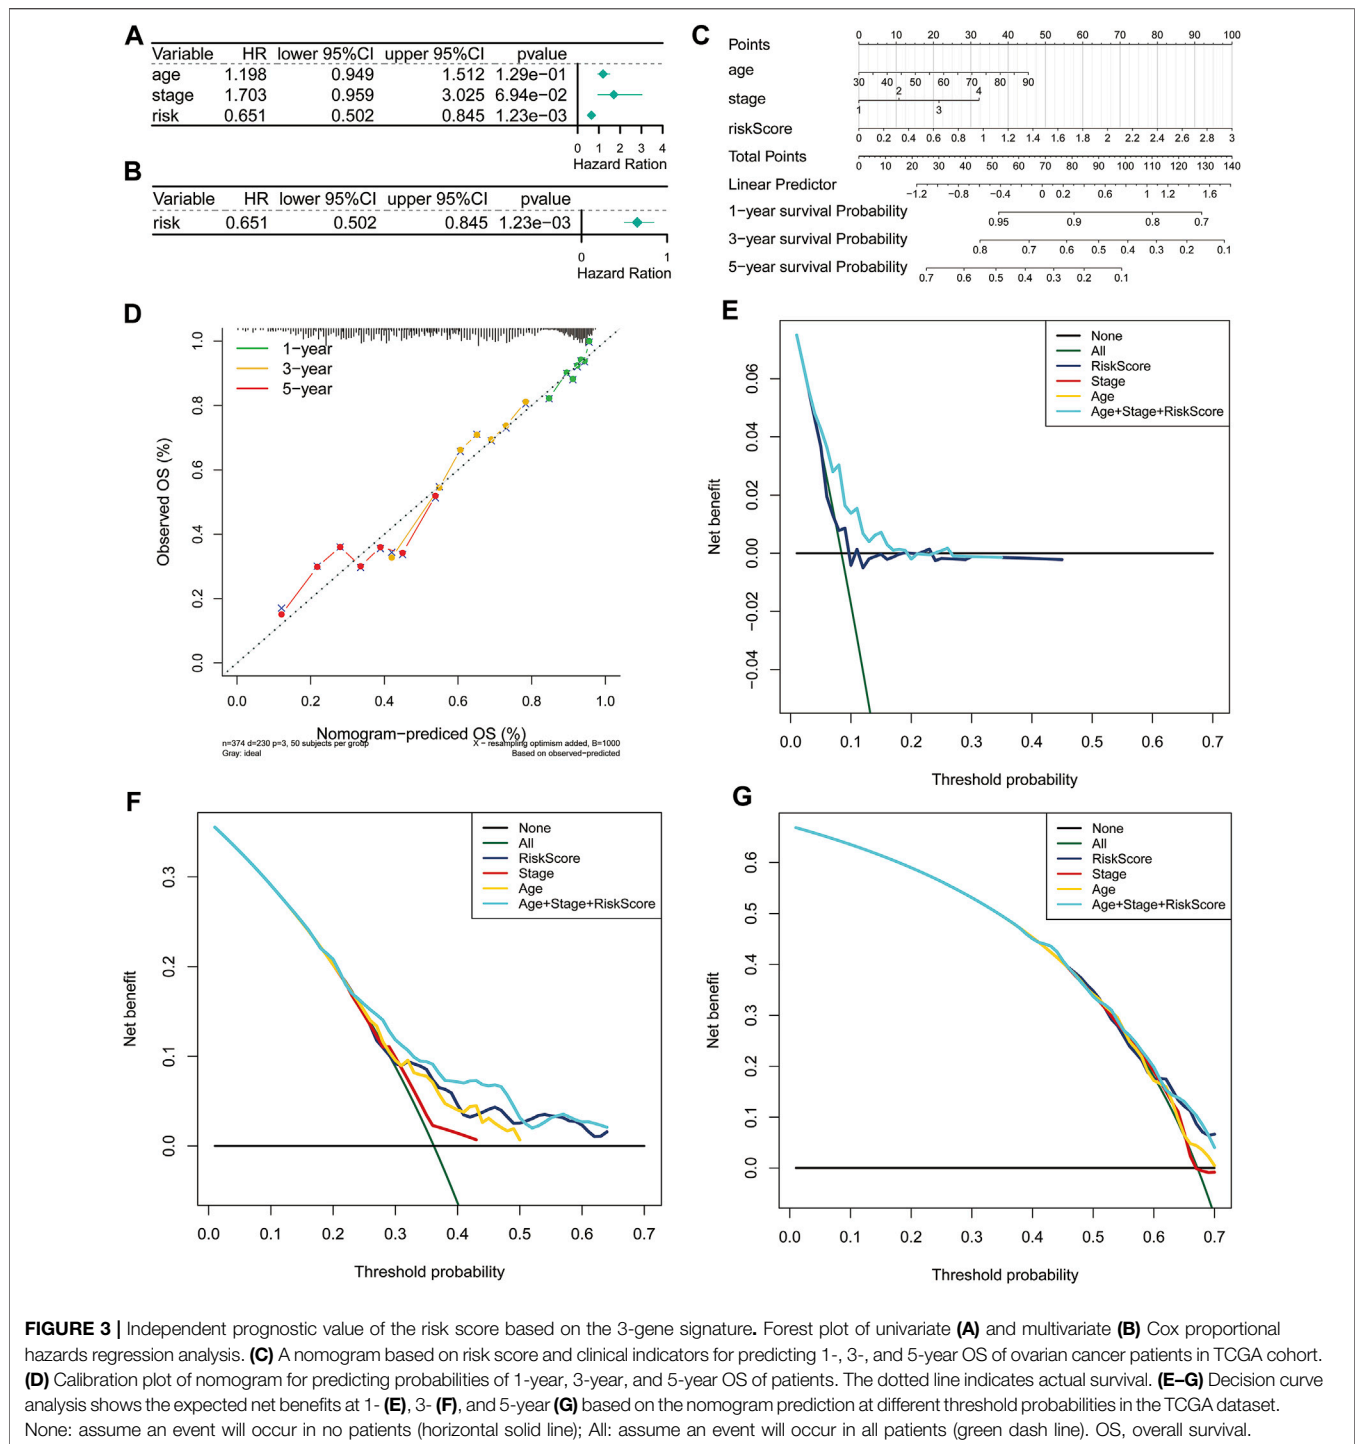 A
Variable HR lower 95%CI upper 95%CI pvalue
age 1.198 0.949 1.512 1.29e−01
stage 1.703 0.959 3.025 6.94e−02
risk 0.651 0.502 0.845 1.23e−03
0 1 2 3 4
Hazard Ration
B
Variable HR lower 95%CI upper 95%CI pvalue
risk 0.651 0.502 0.845 1.23e−03
0 1
Hazard Ration
C
Points 0 10 20 30 40 50 60 70 80 90 100
age 30 40 50 60 70 80 90
stage 1 2 3 4
riskScore 0 0.2 0.4 0.6 0.8 1 1.2 1.4 1.6 1.8 2 2.2 2.4 2.6 2.8 3
Total Points 0 10 20 30 40 50 60 70 80 90 100 110 120 130 140
Linear Predictor −1.2 −0.8 −0.4 0 0.2 0.6 1 1.2 1.6
1−year survival Probability 0.95 0.9 0.8 0.7
3−year survival Probability 0.8 0.7 0.6 0.5 0.4 0.3 0.2 0.1
5−year survival Probability 0.7 0.6 0.5 0.4 0.3 0.2 0.1
D
1−year
3−year
5−year
Observed OS (%)
0.0 0.2 0.4 0.6 0.8 1.0
0.0 0.2 0.4 0.6 0.8 1.0
Nomogram−prediced OS (%)
n=374 d=230 p=3, 50 subjects per group
Gray: ideal
X − resampling optimism added, B=1000
Based on observed−predicted
E
None
All
RiskScore
Stage
Age
Age+Stage+RiskScore
Net benefit
−0.04 −0.02 0.00 0.02 0.04 0.06
0.0 0.1 0.2 0.3 0.4 0.5 0.6 0.7
Threshold probability
F
None
All
RiskScore
Stage
Age
Age+Stage+RiskScore
Net benefit
0.0 0.1 0.2 0.3
0.0 0.1 0.2 0.3 0.4 0.5 0.6 0.7
Threshold probability
G
None
All
RiskScore
Stage
Age
Age+Stage+RiskScore
Net benefit
0.0 0.1 0.2 0.3 0.4 0.5 0.6
0.0 0.1 0.2 0.3 0.4 0.5 0.6 0.7
Threshold probability
FIGURE 3 | Independent prognostic value of the risk score based on the 3-gene signature. Forest plot of univariate (A) and multivariate (B) Cox proportional
hazards regression analysis. (C) A nomogram based on risk score and clinical indicators for predicting 1-, 3-, and 5-year OS of ovarian cancer patients in TCGA cohort.
(D) Calibration plot of nomogram for predicting probabilities of 1-year, 3-year, and 5-year OS of patients. The dotted line indicates actual survival. (E–G) Decision curve
analysis shows the expected net benefits at 1- (E), 3- (F), and 5-year (G) based on the nomogram prediction at different threshold probabilities in the TCGA dataset.
None: assume an event will occur in no patients (horizontal solid line); All: assume an event will occur in all patients (green dash line). OS, overall survival.